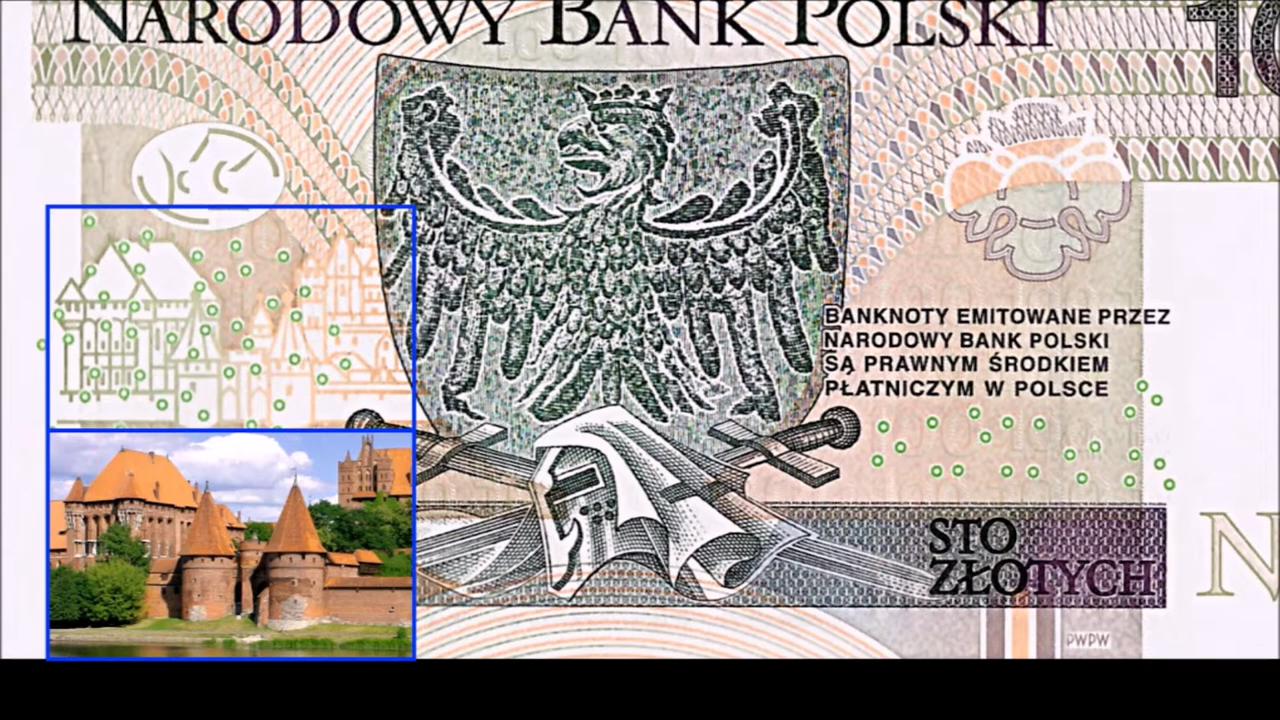 NARODOWY BANK POLSKI
BANKNOTY EMITOWANE PRZEZ
NARODOWY BANK POLSKI
SĄ PRAWNYM ŚRODKIEM
PŁATNICZYM W POLSCE
STO
ZŁOTYCH
N
PWPW